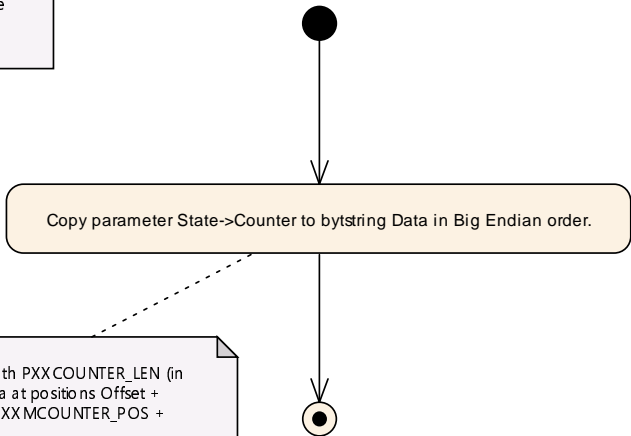 e
Copy parameter State->Counter to bytstring Data in Big Endian order.
th PXXCOUNTER_LEN (in
a at positions Offset +
XXMCOUNTER_POS +